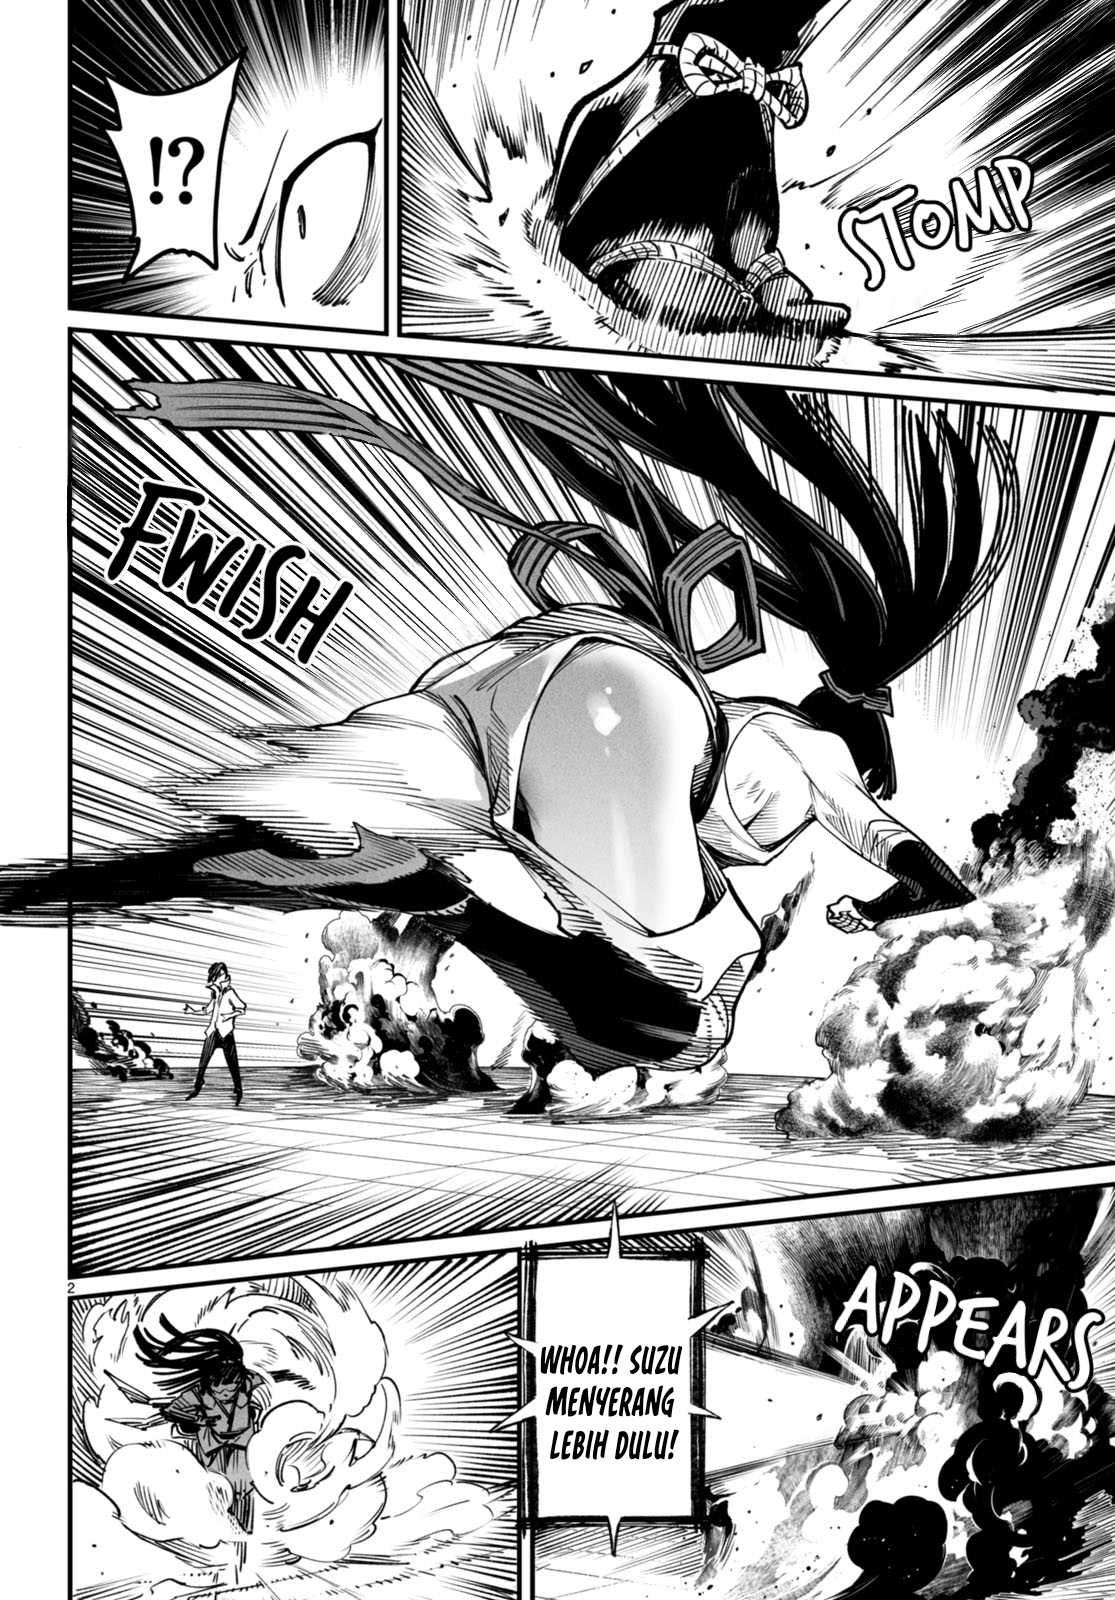 STOMP
!?
FWISH
APPEARS
WHOA!! SUZU
MENYERANG
LEBIH DULU!
2